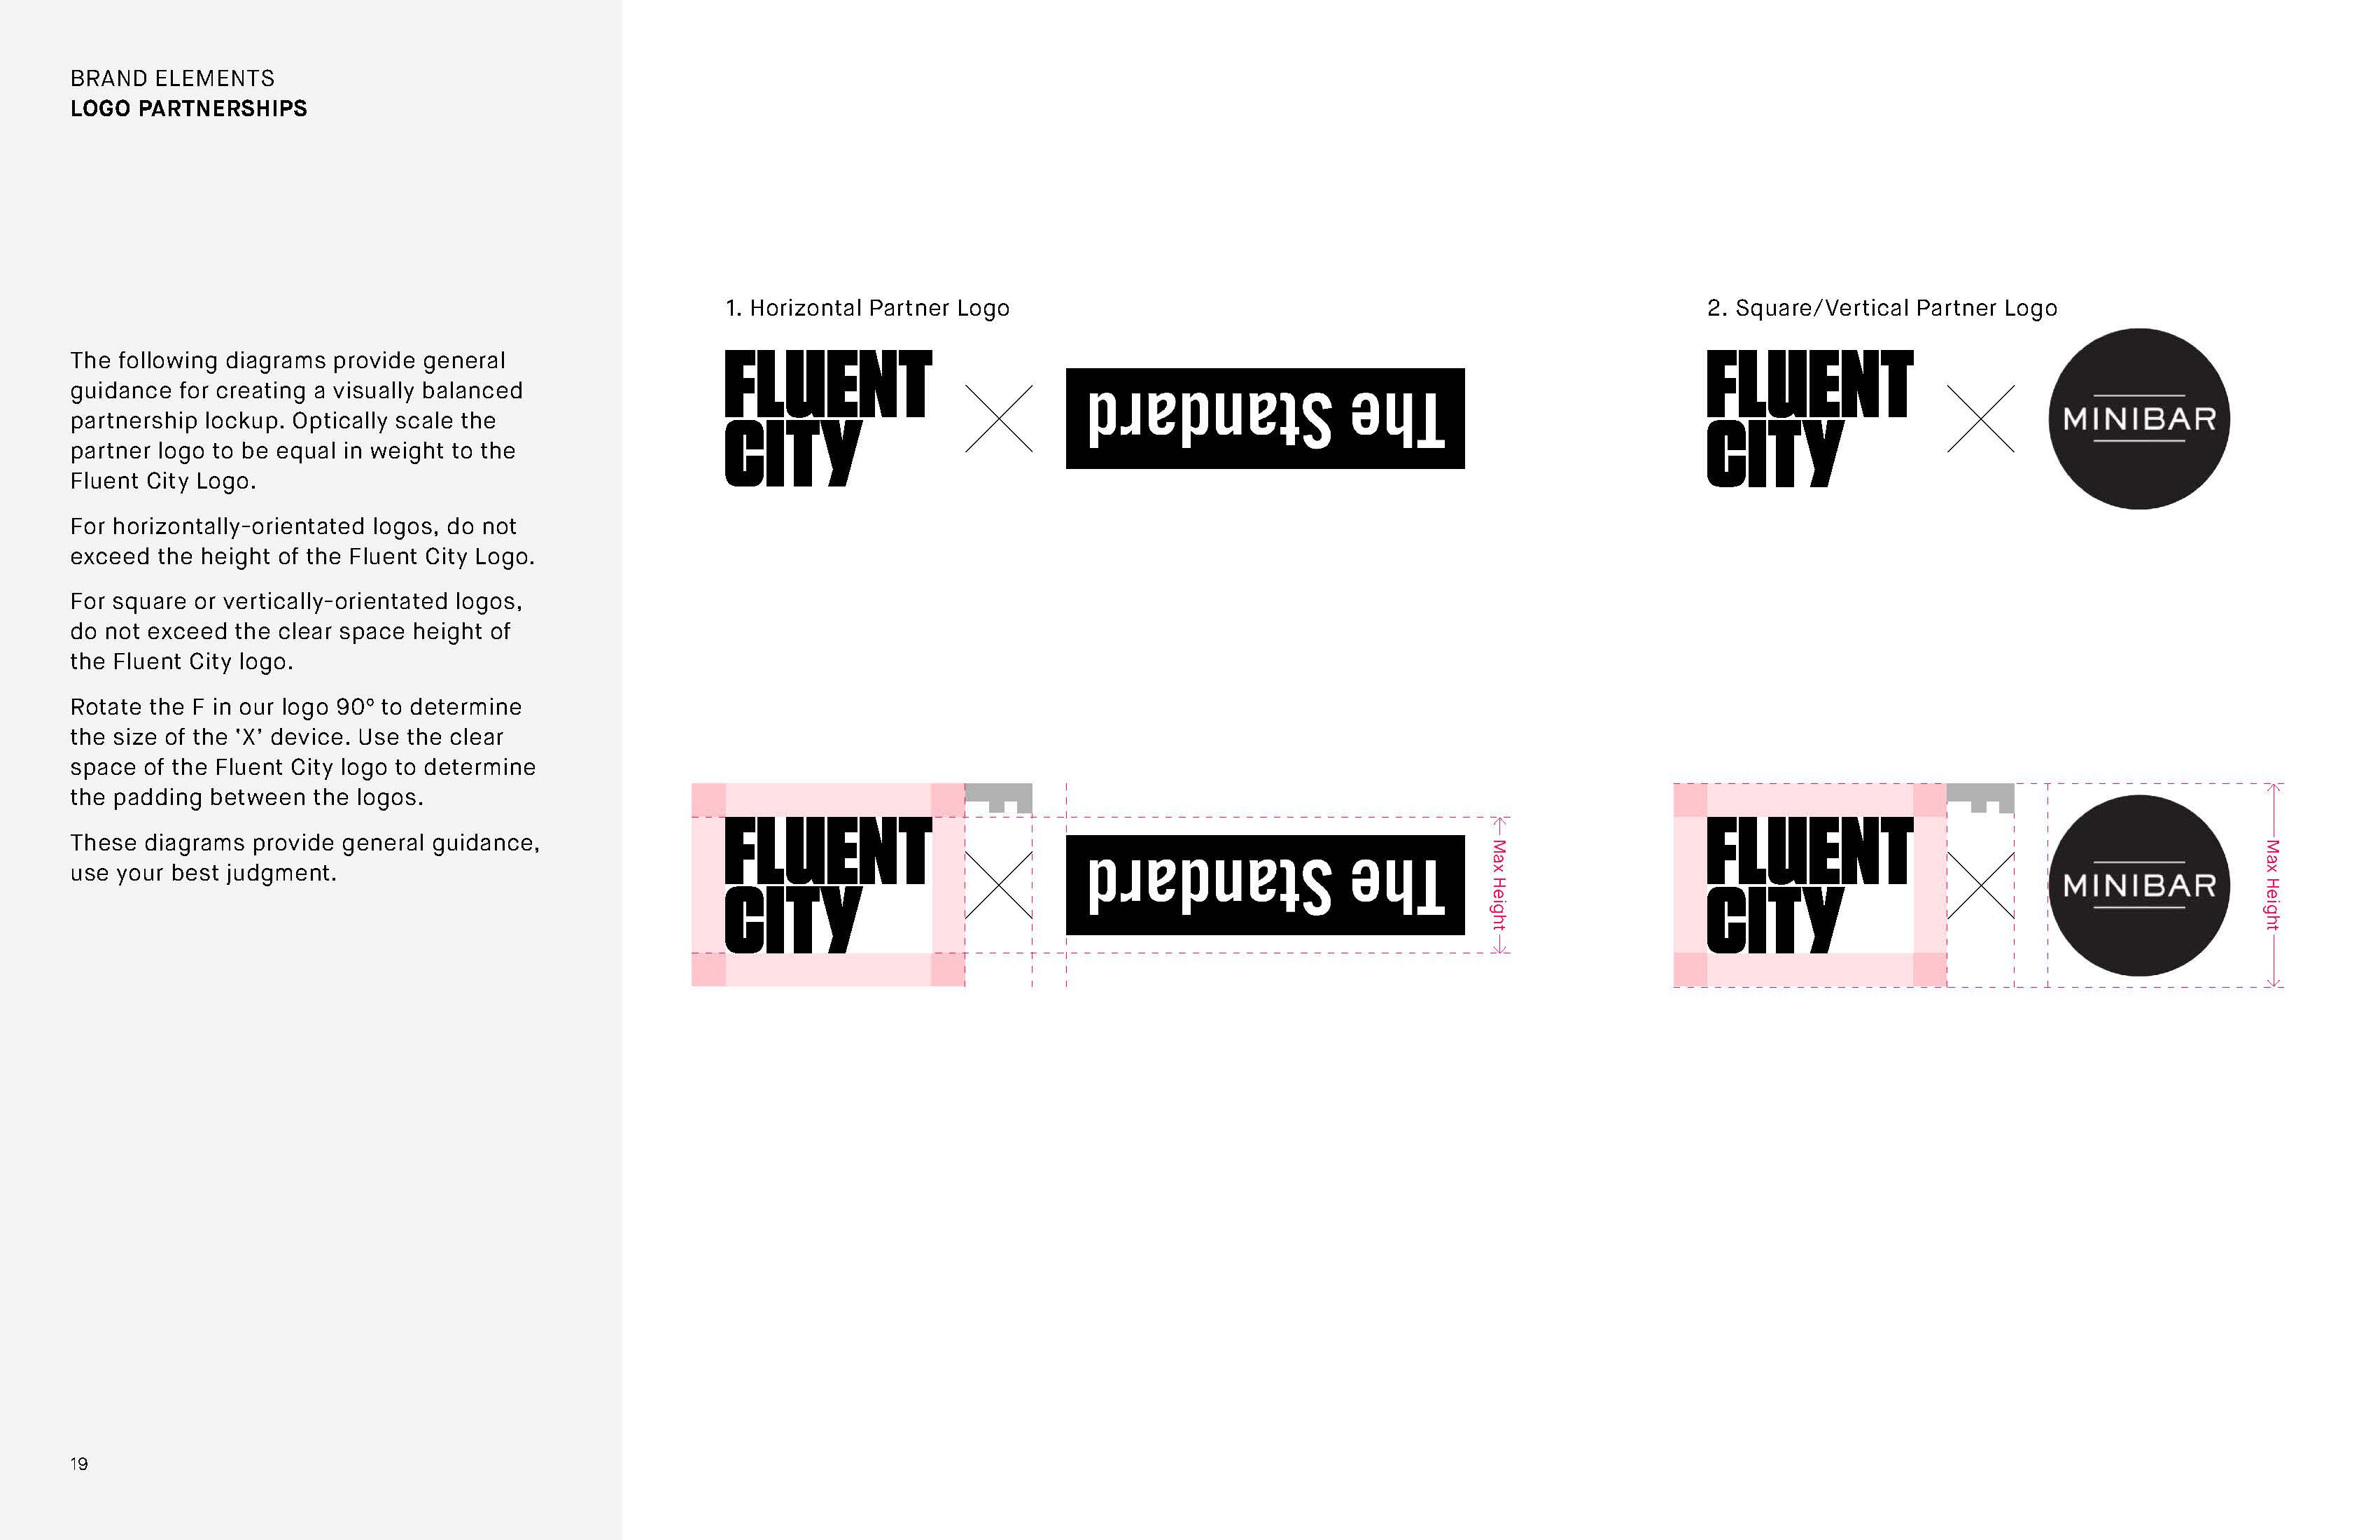 BRAND ELEMENTS
LOGO PARTNERSHIPS
The following diagrams provide general
guidance for creating a visually balanced
partnership lockup. Optically scale the
partner logo to be equal in weight to the
Fluent City Logo.
For horizontally-orientated logos, do not
exceed the height of the Fluent City Logo.
For square or vertically-orientated logos,
do not exceed the clear space height of
the Fluent City logo.
Rotate the F in our logo 90° to determine
the size of the ‘X’ device. Use the clear
space of the Fluent City logo to determine
the padding between the logos.
These diagrams provide general guidance,
use your best judgment.
19
1. Horizontal Partner Logo
FLUENT
CITY
The Standard
2. Square/Vertical Partner Logo
FLUENT
CITY
MINIBAR
FLUENT
CITY
The Standard
Max Height
FLUENT
CITY
MINIBAR
Max Height